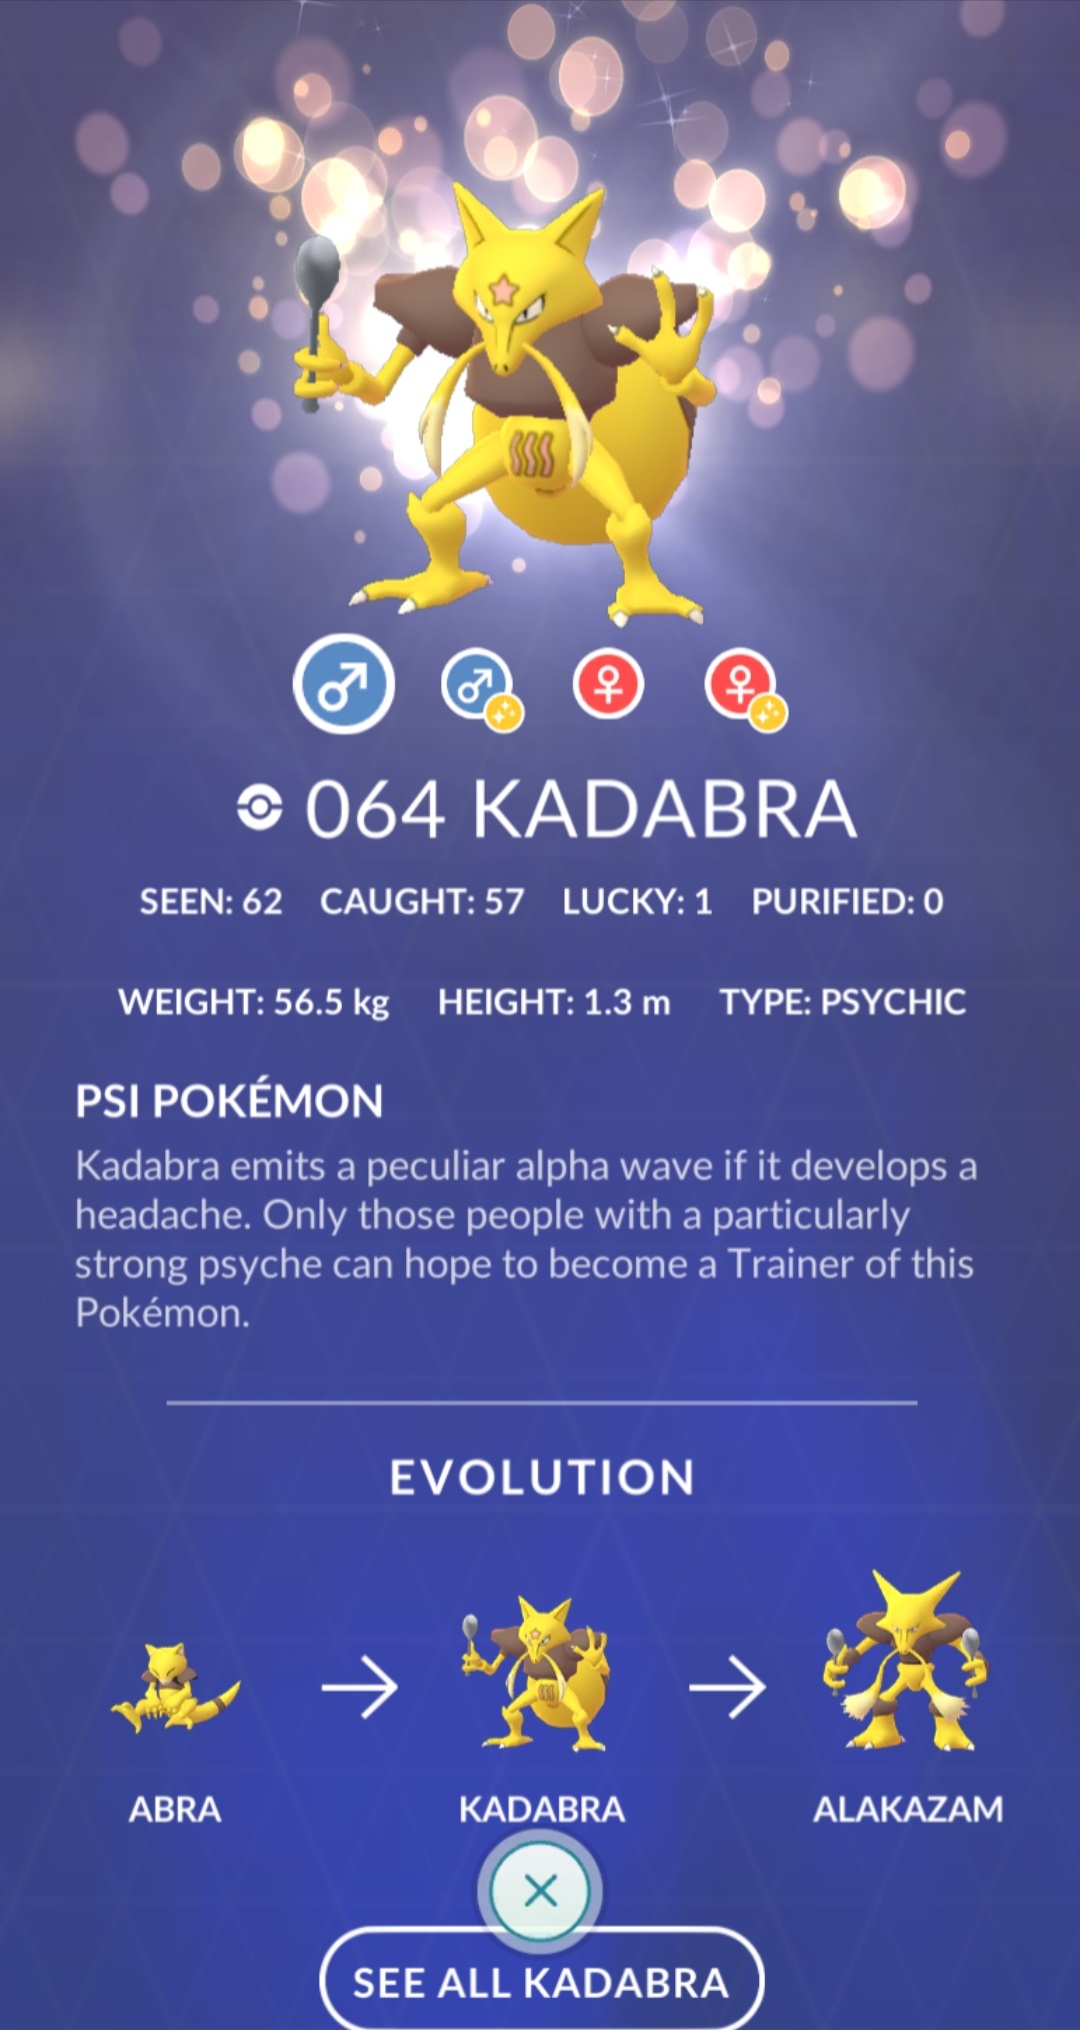 064 KADABRA
SEEN: 62 CAUGHT: 57 LUCKY: 1 PURIFIED: 0
WEIGHT: 56.5 kg HEIGHT: 1.3 m TYPE: PSYCHIC
PSI POKÉMON
Kadabra emits a peculiar alpha wave if it develops a
headache. Only those people with a particularly
strong psyche can hope to become a Trainer of this
Pokémon.
EVOLUTION
ABRA KADABRA ALAKAZAM
SEE ALL KADABRA